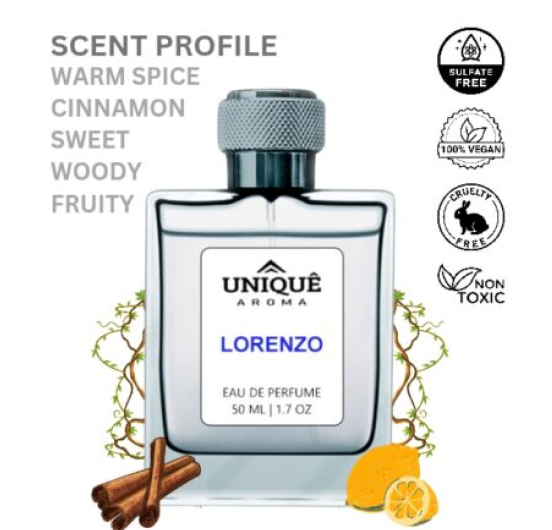 SCENT PROFILE
WARM SPICE
CINNAMON
SWEET
WOODY
FRUITY
SULFATE
FREE
100% VEGAN
CRUELTY
FREE
NON
TOXIC
UNIQUÊ
AROMA
LORENZO
EAU DE PERFUME
50 ML | 1.7 OZ